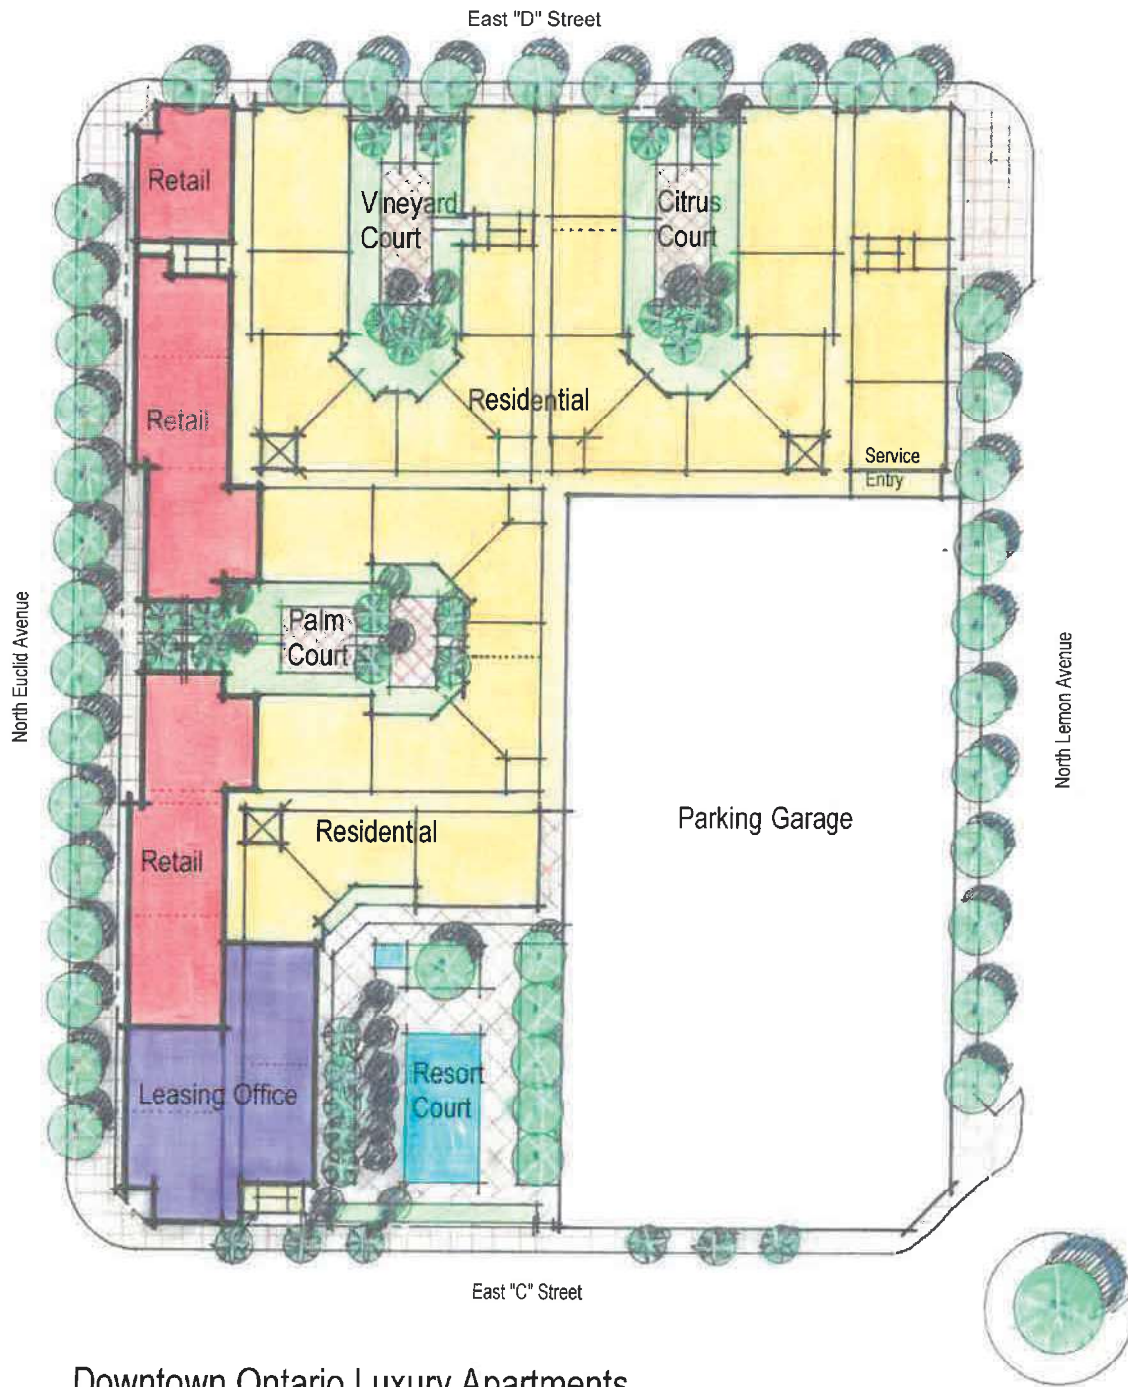 East "D" Street
Retail
Vineyard
Court
Citrus
Court
Retail
Residential
Service
Entry
North Euclid Avenue
Palm
Court
North Lemon Avenue
Parking Garage
Residential
Retail
Leasing Office
Resort
Court
East "C" Street
Downtown Ontario Luxury Apartments